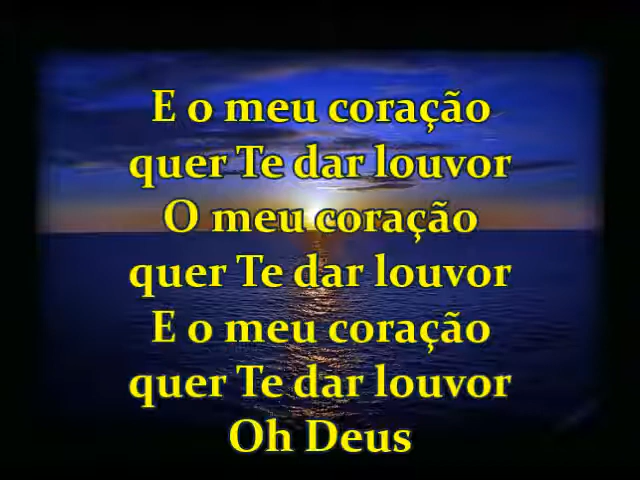 E o meu coração
quer Te dar louvor
O meu coração
quer Te dar louvor
E o meu coração
quer Te dar louvor
Oh Deus